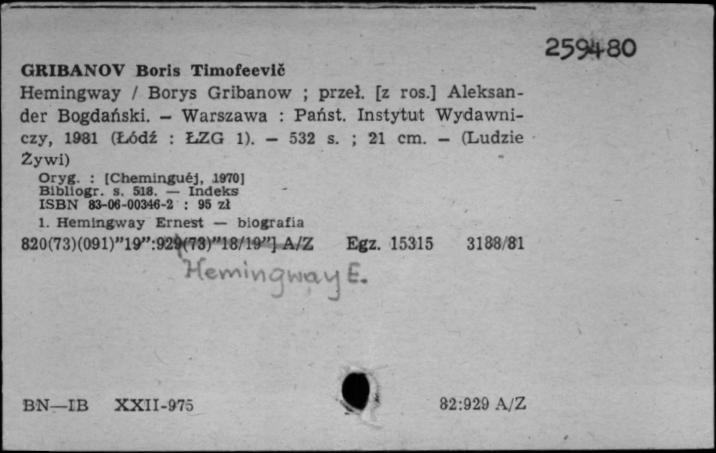 259480
GRIBANOV Boris Timofeevič
Hemingway / Borys Gribanow ; przeł. [z ros.] Aleksan-
der Bogdański. — Warszawa : Państ. Instytut Wydawni-
czy, 1981 (Łódź : ŁZG 1). — 532 s. ; 21 cm. — (Ludzie
Żywi)
Oryg. : [Cheminguéj, 1970]
Bibliogr. s. 518. — Indeks
ISBN 83-06-00346-2 : 95 zł
1. Hemingway Ernest — biografia
820(73)(091)"19":929(73)"18/19"] A/Z Egz. 15315 3188/81
Hemingway E.
BN—IB XXII-975 82:929 A/Z